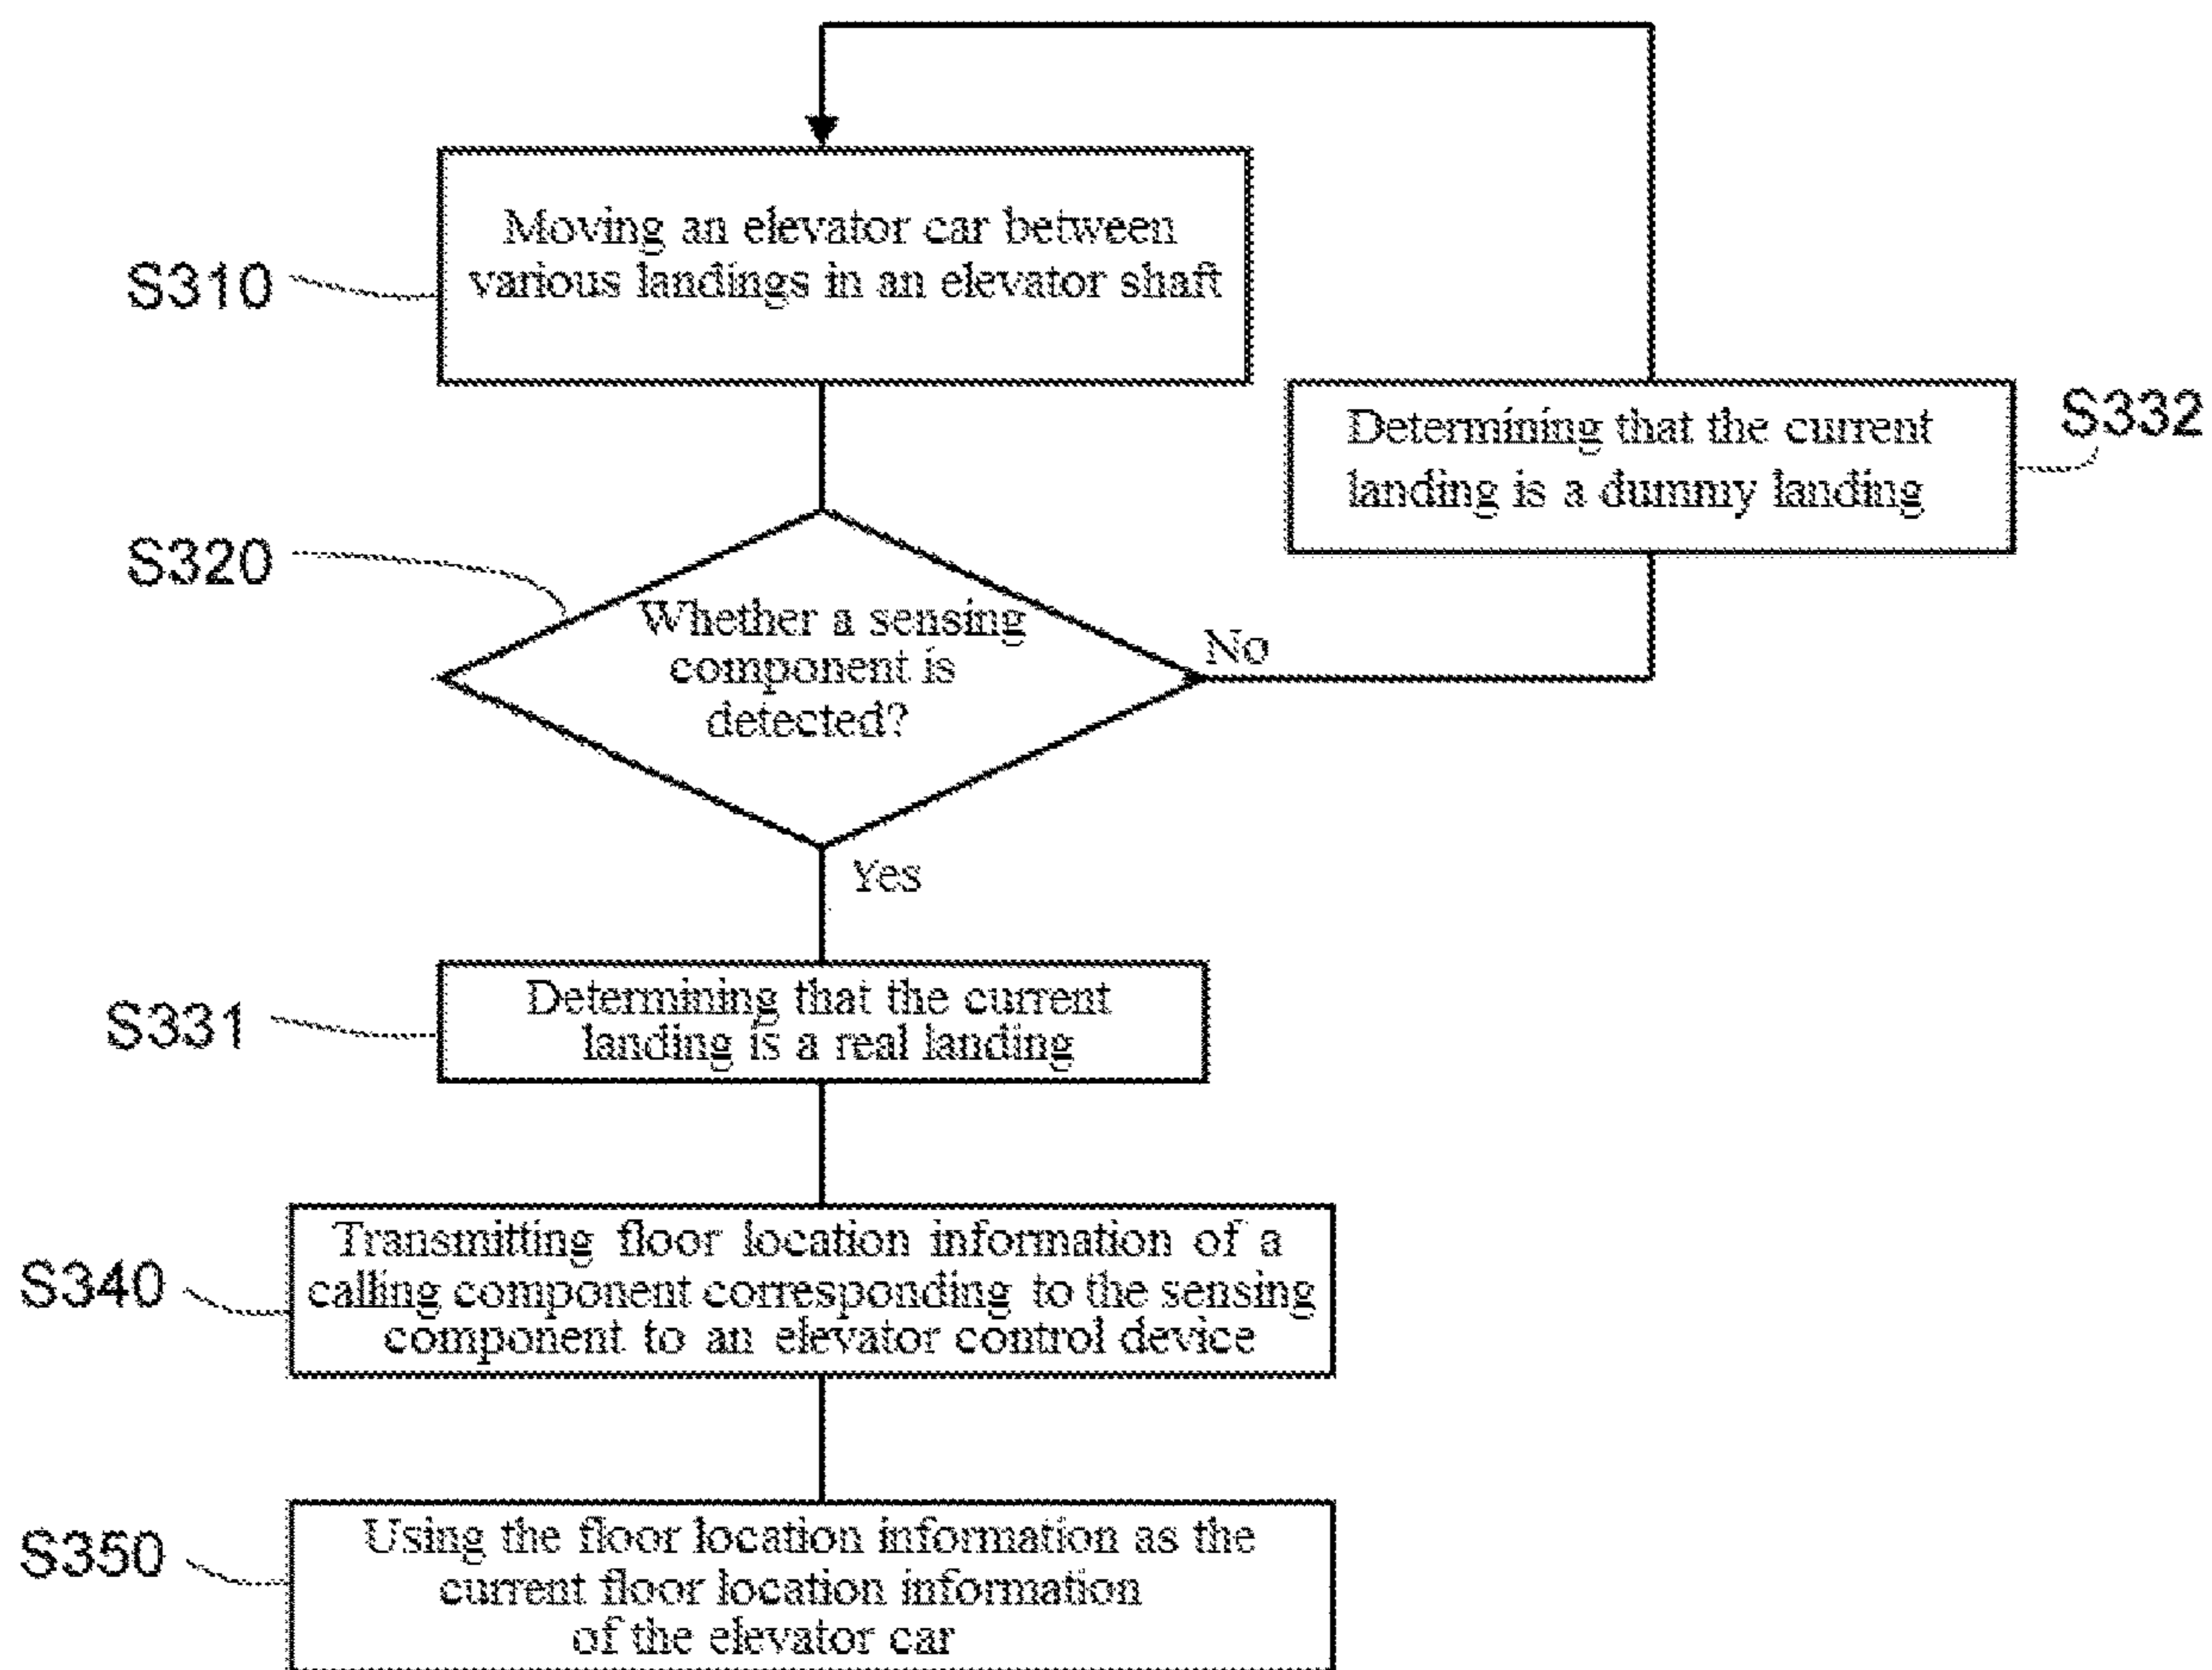 S310
Moving an elevator car between
various landings in an elevator shaft
S332
Determining that the current
landing is a dummy landing
S320
Whether a sensing
component is
detected?
No
Yes
S331
Determining that the current
landing is a real landing
S340
Transmitting floor location information of a
calling component corresponding to the sensing
component to an elevator control device
S350
Using the floor location information as the
current floor location information
of the elevator car